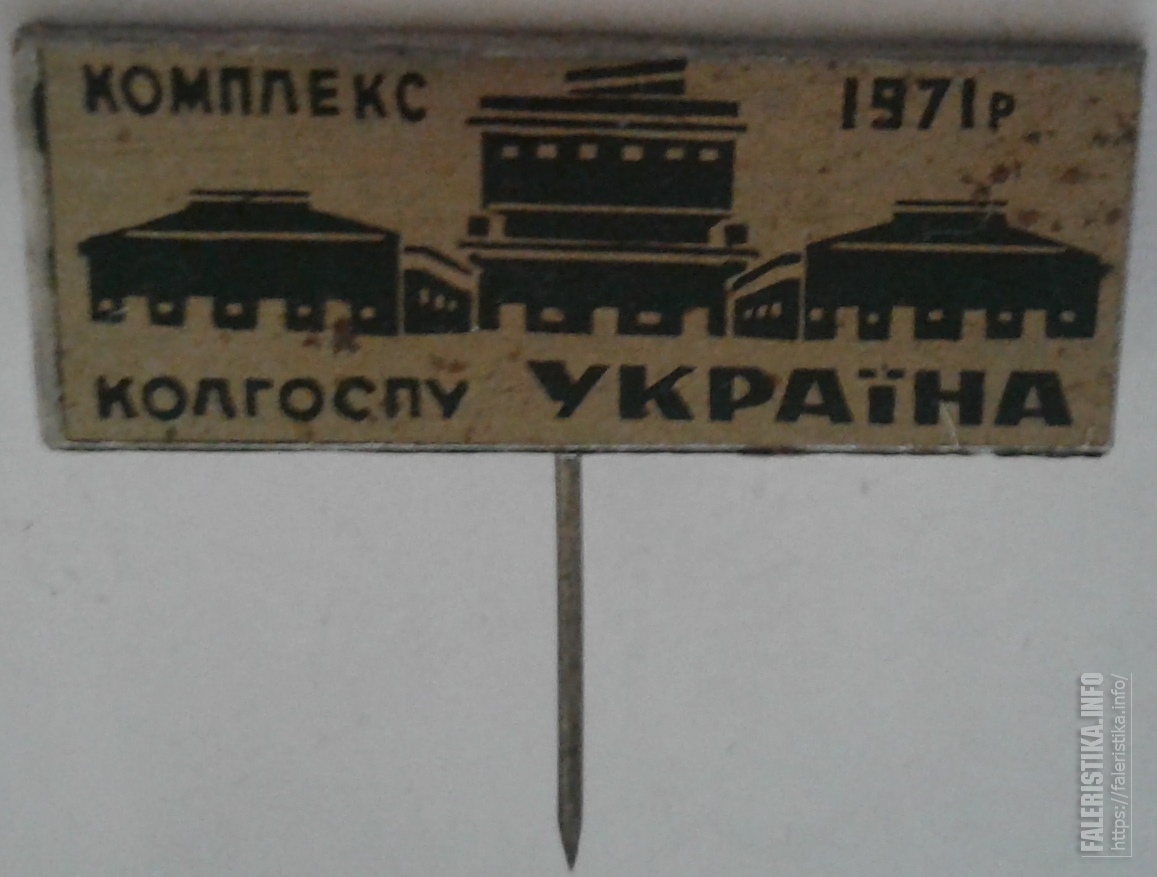 КОМПЛЕКС 1971р
КОЛГОСПУ УКРАЇНА
FALERISTIKA.INFO
https://faleristika.info/